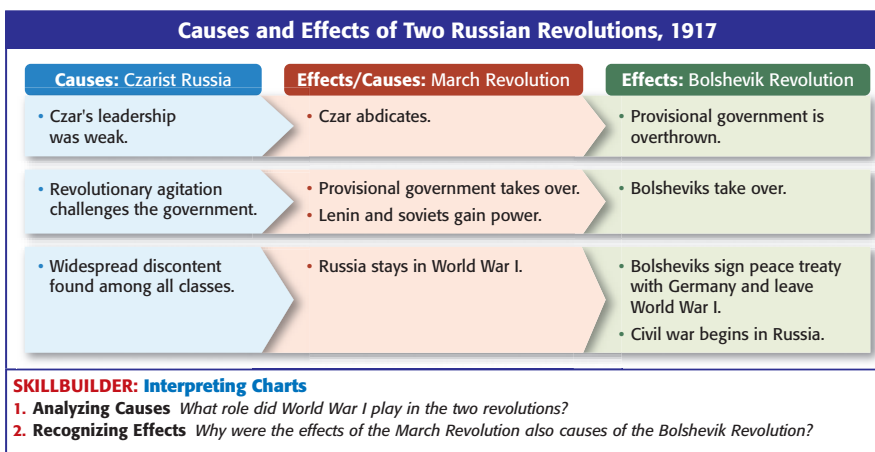 Causes and Effects of Two Russian Revolutions, 1917
Causes: Czarist Russia
Effects/Causes: March Revolution
Effects: Bolshevik Revolution
• Czar's leadership
was weak.
• Czar abdicates.
• Provisional government is
overthrown.
• Revolutionary agitation
challenges the government.
• Provisional government takes over.
• Lenin and soviets gain power.
• Bolsheviks take over.
• Widespread discontent
found among all classes.
• Russia stays in World War I.
• Bolsheviks sign peace treaty
with Germany and leave
World War I.
• Civil war begins in Russia.
SKILLBUILDER: Interpreting Charts
1. Analyzing Causes What role did World War I play in the two revolutions?
2. Recognizing Effects Why were the effects of the March Revolution also causes of the Bolshevik Revolution?